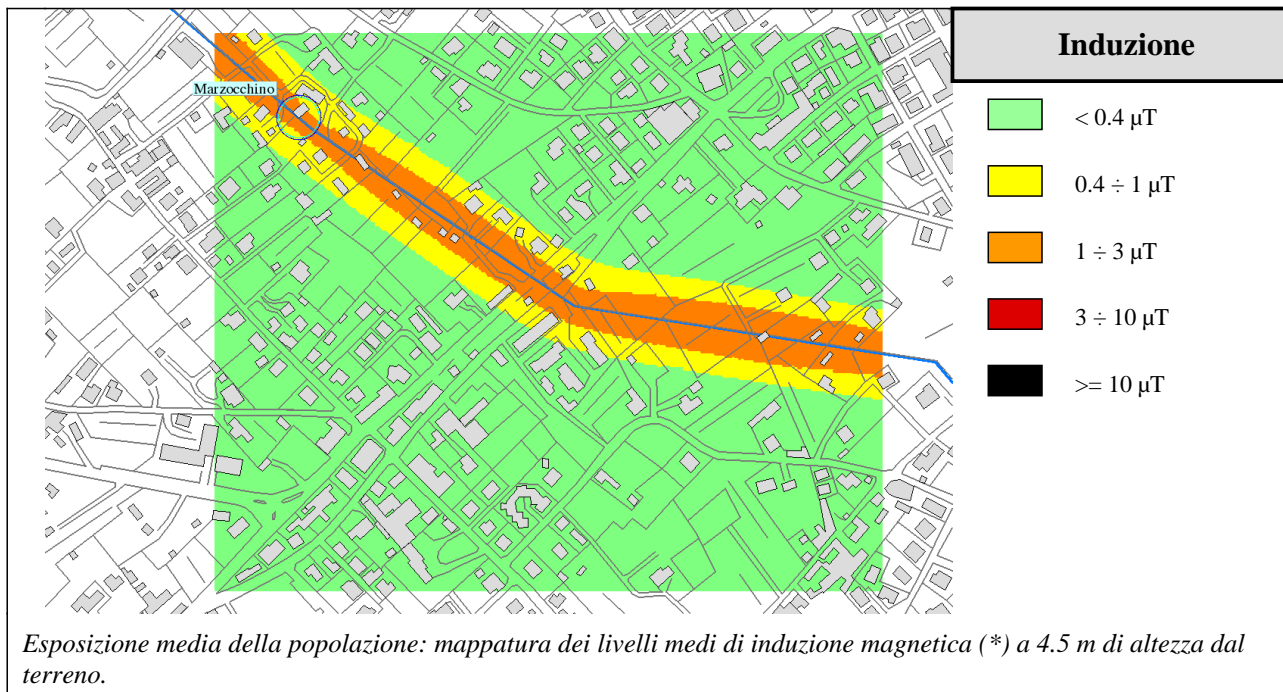 Induzione
Marzocchino
< 0.4 µT
0.4 ÷ 1 µT
1 ÷ 3 µT
3 ÷ 10 µT
>= 10 µT
Esposizione media della popolazione: mappatura dei livelli medi di induzione magnetica (*) a 4.5 m di altezza dal
terreno.